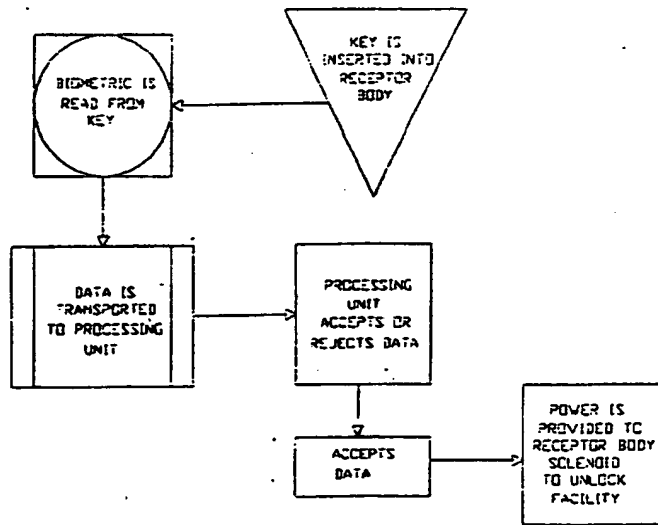 KEY IS
INSERTED INTO
RECEPTOR
BODY
BIOMETRIC IS
READ FROM
KEY
DATA IS
TRANSPORTED
TO PROCESSING
UNIT
PROCESSING
UNIT
ACCEPTS OR
REJECTS DATA
ACCEPTS
DATA
POWER IS
PROVIDED TO
RECEPTOR BODY
SOLENOID
TO UNLOCK
FACILITY